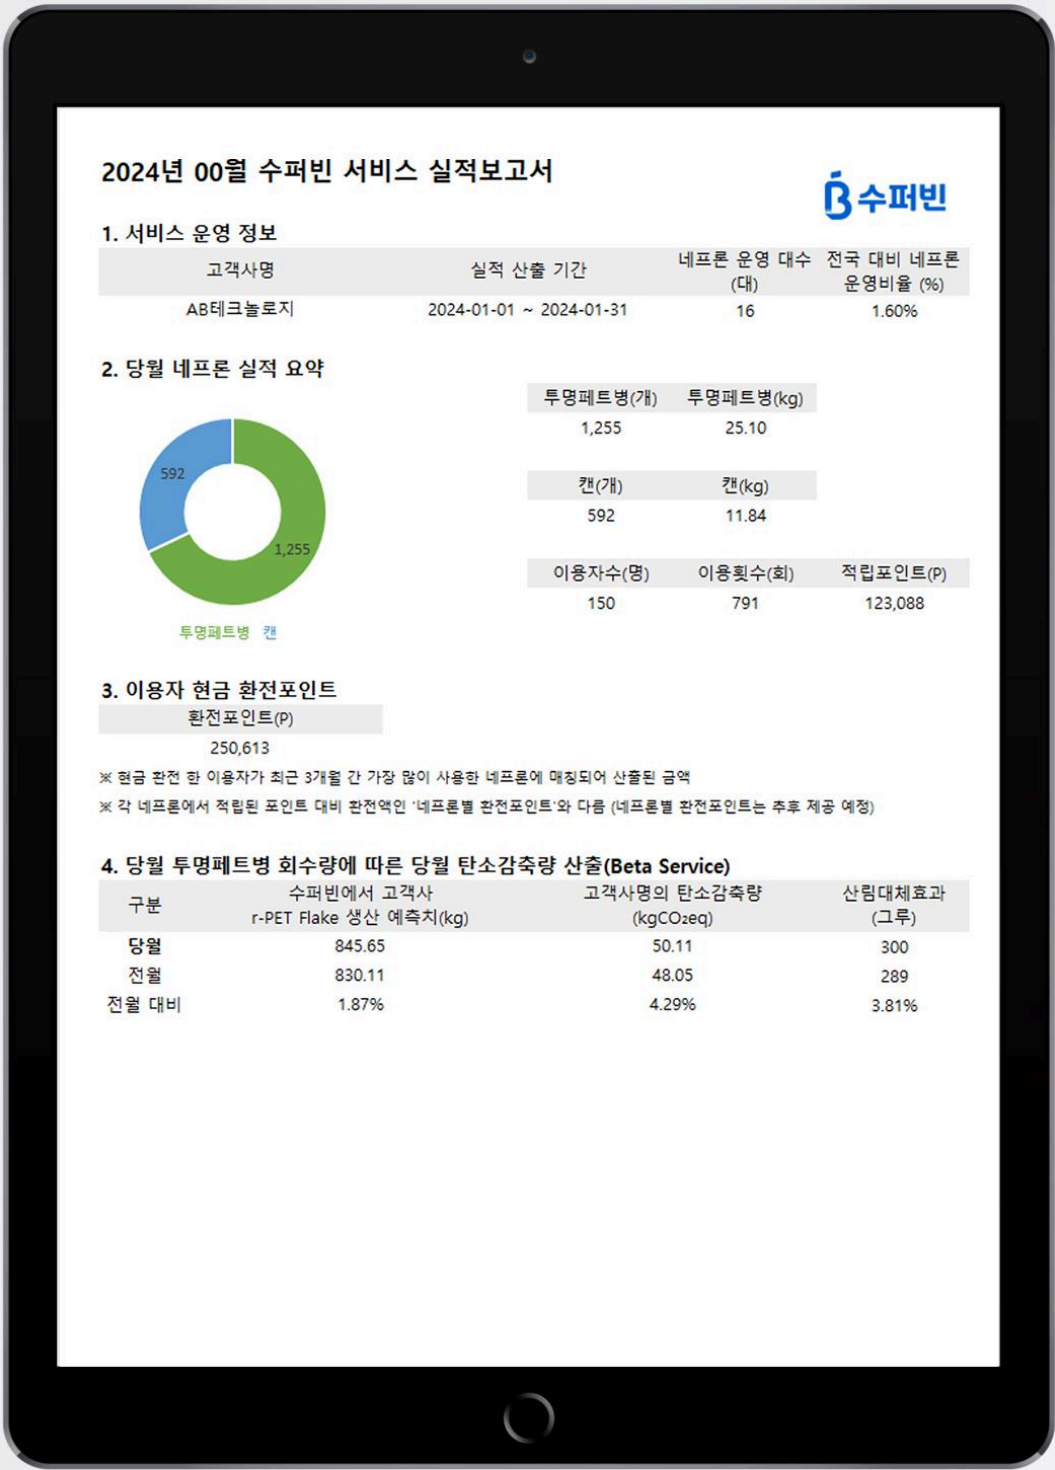 2024년 00월 수퍼빈 서비스 실적보고서
수퍼빈
1. 서비스 운영 정보
고객사명 실적 산출 기간 네프론 운영 대수 (대) 전국 대비 네프론 운영비율 (%)
AB테크놀로지 2024-01-01 ~ 2024-01-31 16 1.60%
2. 당월 네프론 실적 요약
592
1,255
투명페트병 캔
투명페트병(개) 투명페트병(kg)
1,255 25.10
캔(개) 캔(kg)
592 11.84
이용자수(명) 이용횟수(회) 적립포인트(P)
150 791 123,088
3. 이용자 현금 환전포인트
환전포인트(P)
250,613
※ 현금 환전 한 이용자가 최근 3개월 간 가장 많이 사용한 네프론에 매칭되어 산출된 금액
※ 각 네프론에서 적립된 포인트 대비 환전액인 '네프론별 환전포인트'와 다름 (네프론별 환전포인트는 추후 제공 예정)
4. 당월 투명페트병 회수량에 따른 당월 탄소감축량 산출(Beta Service)
구분 수퍼빈에서 고객사 r-PET Flake 생산 예측치(kg) 고객사명의 탄소감축량 (kgCO₂eq) 산림대체효과 (그루)
당월 845.65 50.11 300
전월 830.11 48.05 289
전월 대비 1.87% 4.29% 3.81%